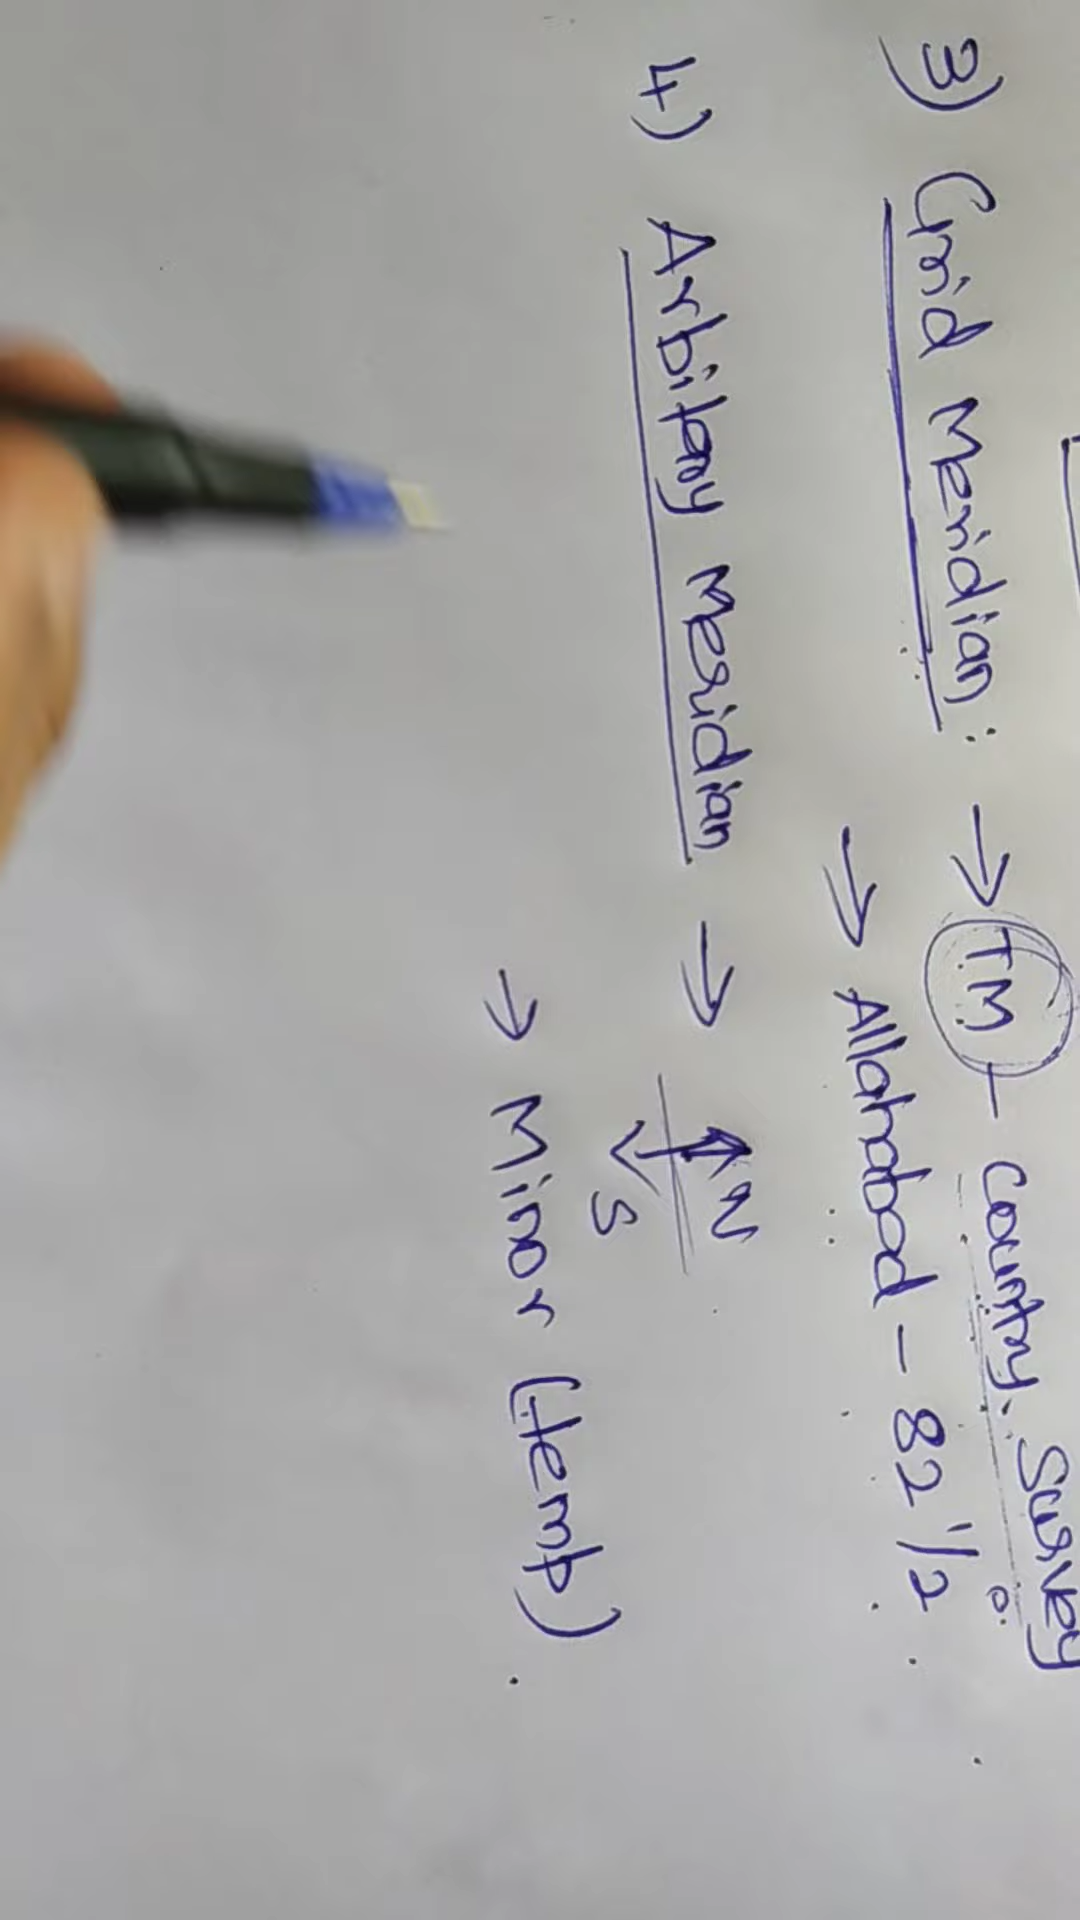 3) Grid Meridian: → T.M - Country Survey
→ Allahabad - 82 1/2
4) Arbitary Meridian → N
S
→ Minor (temp)